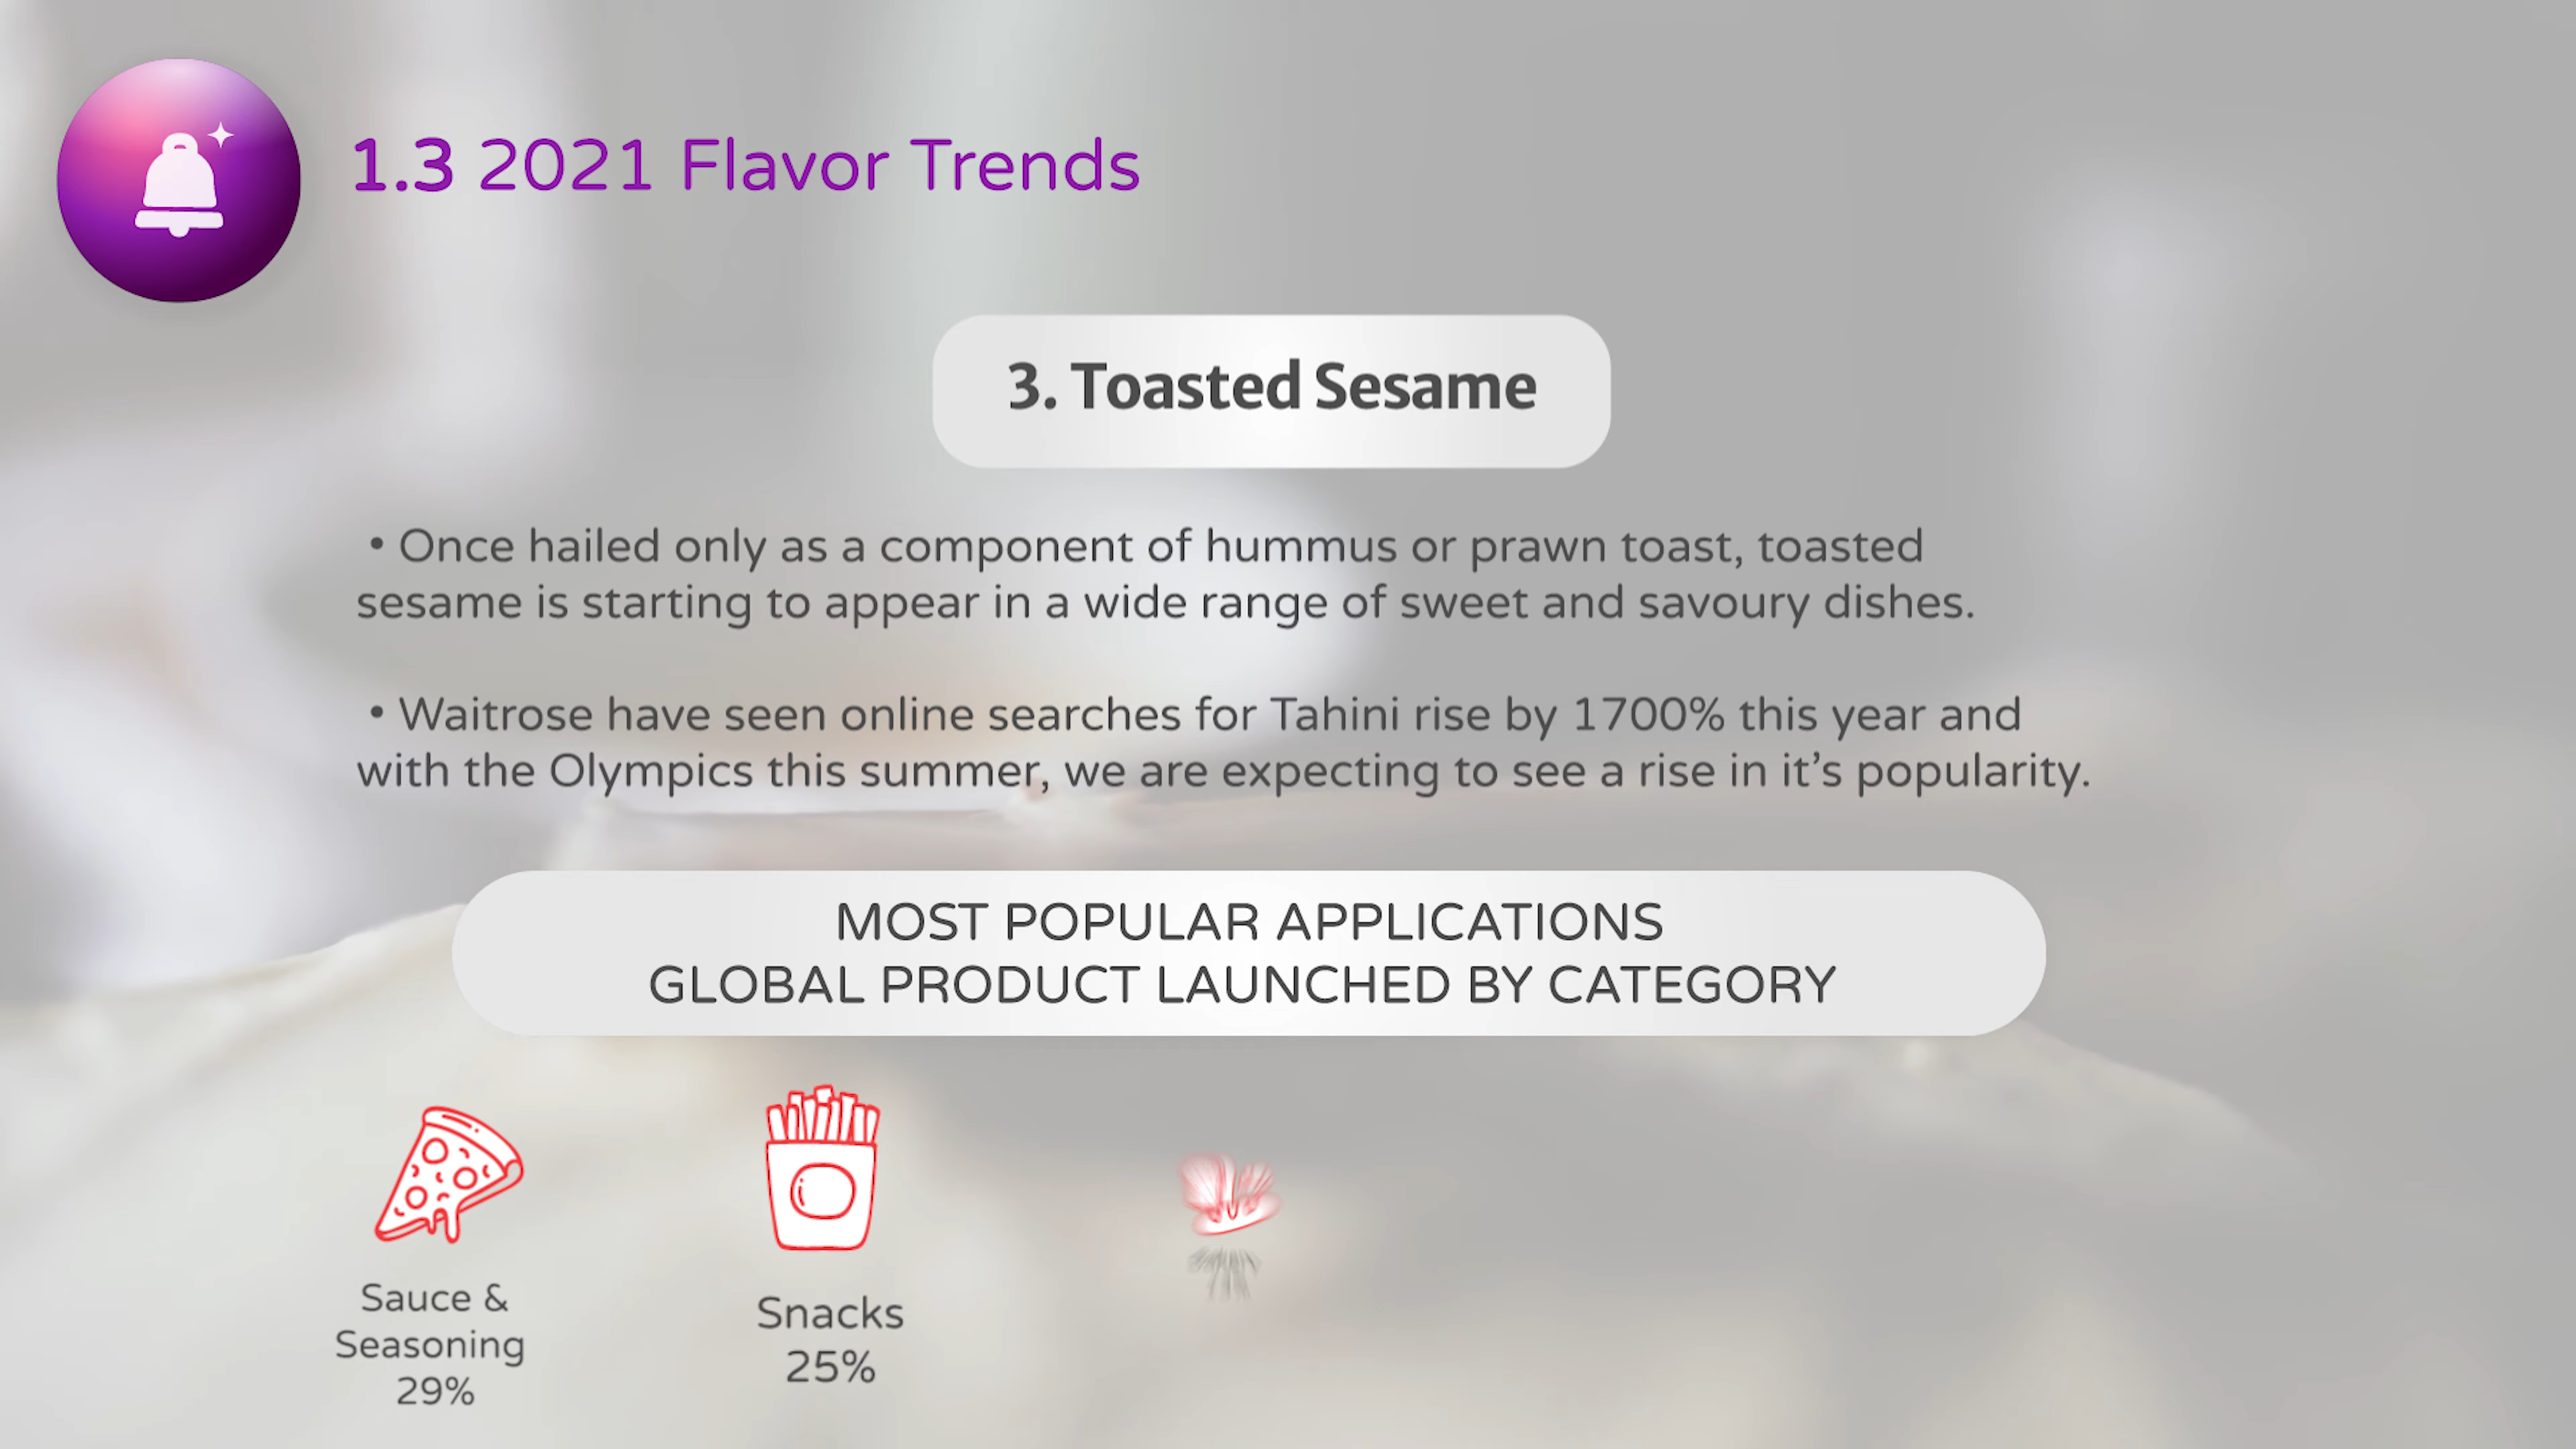 1.3 2021 Flavor Trends
3. Toasted Sesame
• Once hailed only as a component of hummus or prawn toast, toasted
sesame is starting to appear in a wide range of sweet and savoury dishes.
• Waitrose have seen online searches for Tahini rise by 1700% this year and
with the Olympics this summer, we are expecting to see a rise in it’s popularity.
MOST POPULAR APPLICATIONS
GLOBAL PRODUCT LAUNCHED BY CATEGORY
Sauce &
Seasoning
29%
Snacks
25%